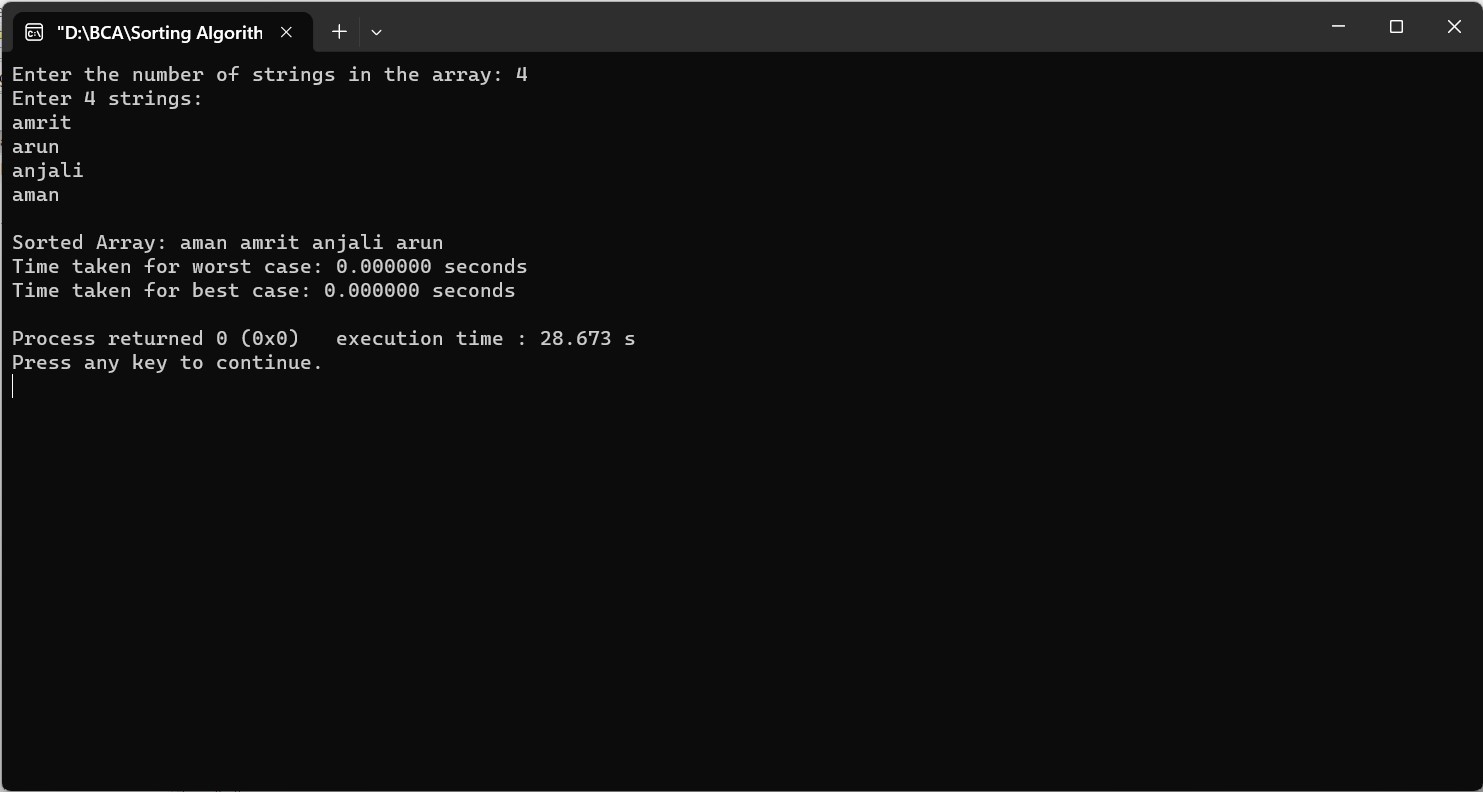 "D:\BCA\Sorting Algorith
Enter the number of strings in the array: 4
Enter 4 strings:
amrit
arun
anjali
aman
Sorted Array: aman amrit anjali arun
Time taken for worst case: 0.000000 seconds
Time taken for best case: 0.000000 seconds
Process returned 0 (0x0)   execution time : 28.673 s
Press any key to continue.